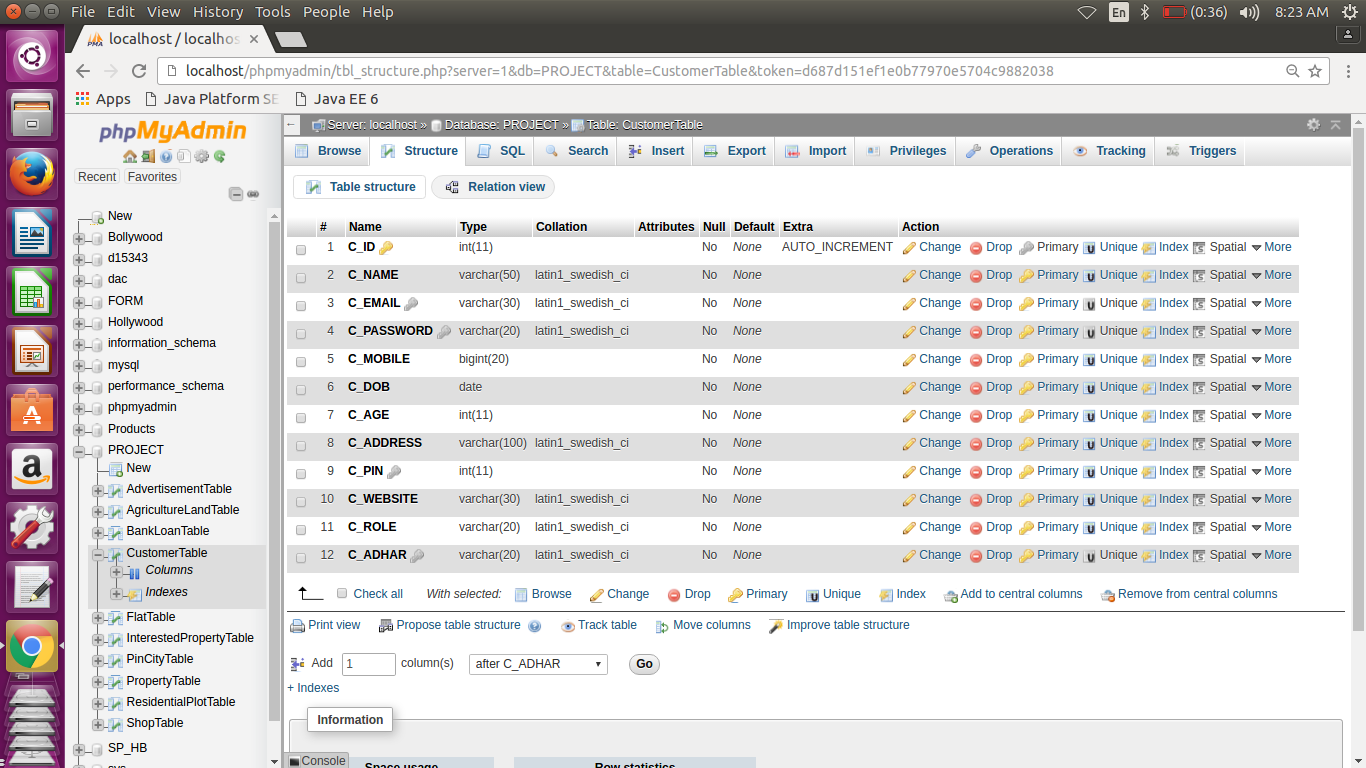 File Edit View History Tools People Help
En (0:36) 8:23 AM
localhost / localhos
localhost/phpmyadmin/tbl_structure.php?server=1&db=PROJECT&table=CustomerTable&token=d687d151ef1e0b77970e5704c9882038
Apps Java Platform SE Java EE 6
phpMyAdmin
Recent Favorites
New
Bollywood
d15343
dac
FORM
Hollywood
information_schema
mysql
performance_schema
phpmyadmin
Products
PROJECT
New
AdvertisementTable
AgricultureLandTable
BankLoanTable
CustomerTable
Columns
Indexes
FlatTable
InterestedPropertyTable
PinCityTable
PropertyTable
ResidentialPlotTable
ShopTable
SP_HB
sys
Server: localhost » Database: PROJECT » Table: CustomerTable
Browse Structure SQL Search Insert Export Import Privileges Operations Tracking Triggers
Table structure Relation view
# Name Type Collation Attributes Null Default Extra Action
1 C_ID int(11) No None AUTO_INCREMENT Change Drop Primary Unique Index Spatial More
2 C_NAME varchar(50) latin1_swedish_ci No None Change Drop Primary Unique Index Spatial More
3 C_EMAIL varchar(30) latin1_swedish_ci No None Change Drop Primary Unique Index Spatial More
4 C_PASSWORD varchar(20) latin1_swedish_ci No None Change Drop Primary Unique Index Spatial More
5 C_MOBILE bigint(20) No None Change Drop Primary Unique Index Spatial More
6 C_DOB date No None Change Drop Primary Unique Index Spatial More
7 C_AGE int(11) No None Change Drop Primary Unique Index Spatial More
8 C_ADDRESS varchar(100) latin1_swedish_ci No None Change Drop Primary Unique Index Spatial More
9 C_PIN int(11) No None Change Drop Primary Unique Index Spatial More
10 C_WEBSITE varchar(30) latin1_swedish_ci No None Change Drop Primary Unique Index Spatial More
11 C_ROLE varchar(20) latin1_swedish_ci No None Change Drop Primary Unique Index Spatial More
12 C_ADHAR varchar(20) latin1_swedish_ci No None Change Drop Primary Unique Index Spatial More
Check all With selected: Browse Change Drop Primary Unique Index Add to central columns Remove from central columns
Print view Propose table structure Track table Move columns Improve table structure
Add 1 column(s) after C_ADHAR Go
+ Indexes
Information
Console
Space usage Row statistics